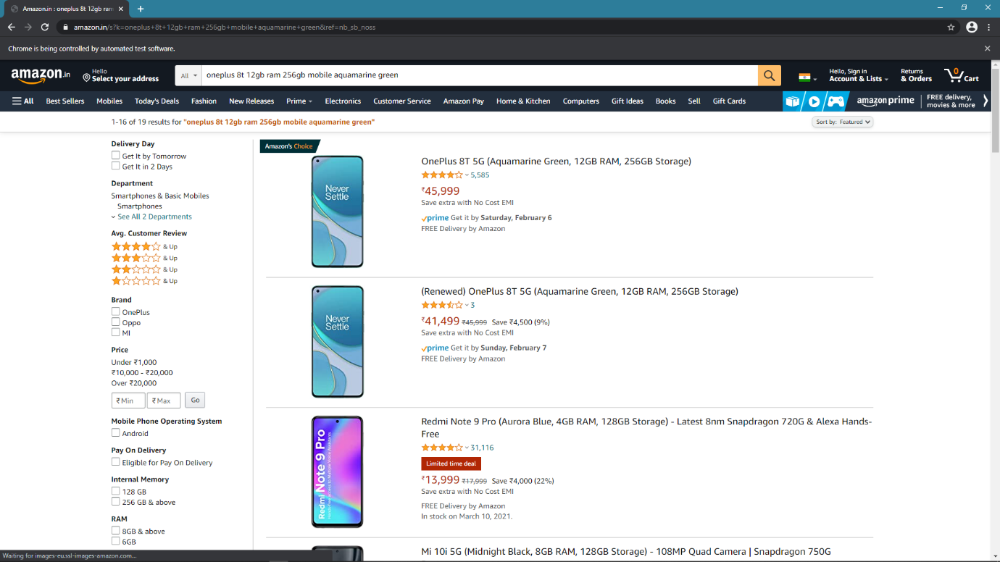 Amazon.in : oneplus 8t 12gb ram
amazon.in/s?k=oneplus+8t+12gb+ram+256gb+mobile+aquamarine+green&ref=nb_sb_noss
Chrome is being controlled by automated test software.
amazon.in
Hello
Select your address
All
oneplus 8t 12gb ram 256gb mobile aquamarine green
Hello, Sign in
Account & Lists
Returns
& Orders
0
Cart
All Best Sellers Mobiles Today's Deals Fashion New Releases Prime Electronics Customer Service Amazon Pay Home & Kitchen Computers Gift Ideas Books Sell Gift Cards
amazon prime
FREE delivery,
movies & more
1-16 of 19 results for "oneplus 8t 12gb ram 256gb mobile aquamarine green"
Sort by: Featured
Delivery Day
Get It by Tomorrow
Get It in 2 Days
Department
Smartphones & Basic Mobiles
Smartphones
See All 2 Departments
Avg. Customer Review
& Up
& Up
& Up
& Up
Brand
OnePlus
Oppo
MI
Price
Under ₹1,000
₹10,000 - ₹20,000
Over ₹20,000
₹ Min ₹ Max Go
Mobile Phone Operating System
Android
Pay On Delivery
Eligible for Pay On Delivery
Internal Memory
128 GB
256 GB & above
RAM
8GB & above
6GB
Amazon's Choice
Never
Settle
OnePlus 8T 5G (Aquamarine Green, 12GB RAM, 256GB Storage)
5,585
₹45,999
Save extra with No Cost EMI
prime Get it by Saturday, February 6
FREE Delivery by Amazon
Never
Settle
(Renewed) OnePlus 8T 5G (Aquamarine Green, 12GB RAM, 256GB Storage)
3
₹41,499 ₹45,999 Save ₹4,500 (9%)
Save extra with No Cost EMI
prime Get it by Sunday, February 7
FREE Delivery by Amazon
Redmi Note 9 Pro
Redmi Note 9 Pro (Aurora Blue, 4GB RAM, 128GB Storage) - Latest 8nm Snapdragon 720G & Alexa Hands-
Free
31,116
Limited time deal
₹13,999 ₹17,999 Save ₹4,000 (22%)
Save extra with No Cost EMI
FREE Delivery by Amazon
In stock on March 10, 2021.
Mi 10i 5G (Midnight Black, 8GB RAM, 128GB Storage) - 108MP Quad Camera | Snapdragon 750G
Waiting for images-eu.ssl-images-amazon.com...